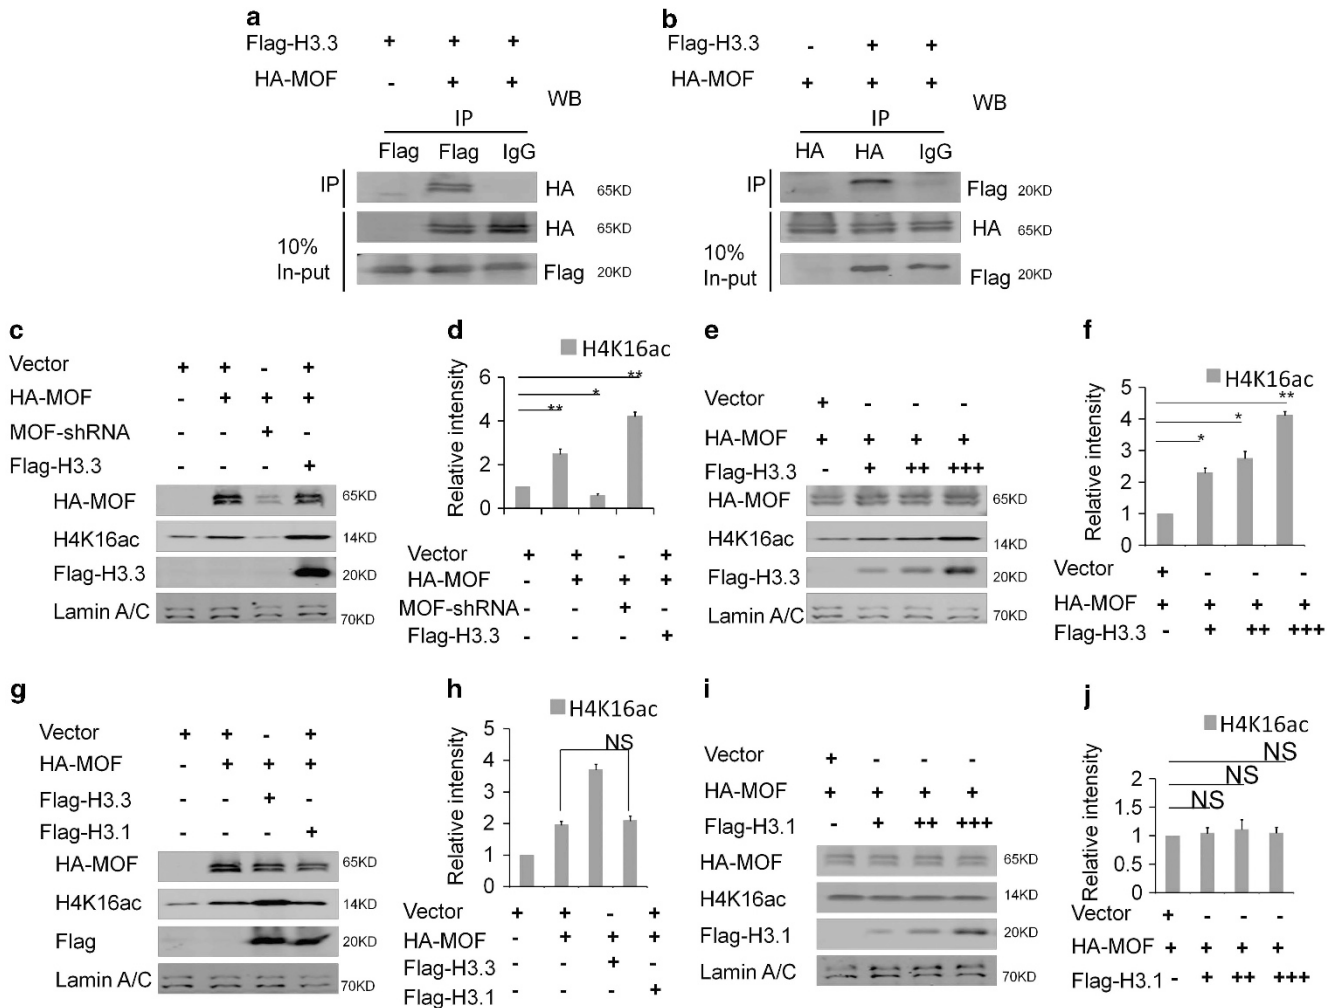 a
Flag-H3.3 + + +
HA-MOF - + +
WB
IP
Flag Flag IgG
IP HA 65KD
HA 65KD
10%
In-put
Flag 20KD
b
Flag-H3.3 - + +
HA-MOF + + +
WB
IP
HA HA IgG
IP Flag 20KD
HA 65KD
10%
In-put
Flag 20KD
c
Vector + + - +
HA-MOF - + + +
MOF-shRNA - - + -
Flag-H3.3 - - - +
HA-MOF 65KD
H4K16ac 14KD
Flag-H3.3 20KD
Lamin A/C 70KD
d
H4K16ac
Relative intensity
6
4
2
0
**
*
**
Vector + + - +
HA-MOF - + + +
MOF-shRNA - - + -
Flag-H3.3 - - - +
e
Vector + - - -
HA-MOF + + + +
Flag-H3.3 - + ++ +++
HA-MOF 65KD
H4K16ac 14KD
Flag-H3.3 20KD
Lamin A/C 70KD
f
H4K16ac
Relative intensity
5
4
3
2
1
0
**
*
*
Vector + - - -
HA-MOF + + + +
Flag-H3.3 - + ++ +++
g
Vector + + - +
HA-MOF - + + +
Flag-H3.3 - - + -
Flag-H3.1 - - - +
HA-MOF 65KD
H4K16ac 14KD
Flag 20KD
Lamin A/C 70KD
h
H4K16ac
Relative intensity
5
4
3
2
1
0
NS
Vector + + - +
HA-MOF - + + +
Flag-H3.3 - - + -
Flag-H3.1 - - - +
i
Vector + - - -
HA-MOF + + + +
Flag-H3.1 - + ++ +++
HA-MOF 65KD
H4K16ac 14KD
Flag-H3.1 20KD
Lamin A/C 70KD
j
H4K16ac
Relative intensity
2
1.5
1
0.5
0
NS
NS
NS
Vector + - - -
HA-MOF + + + +
Flag-H3.1 - + ++ +++